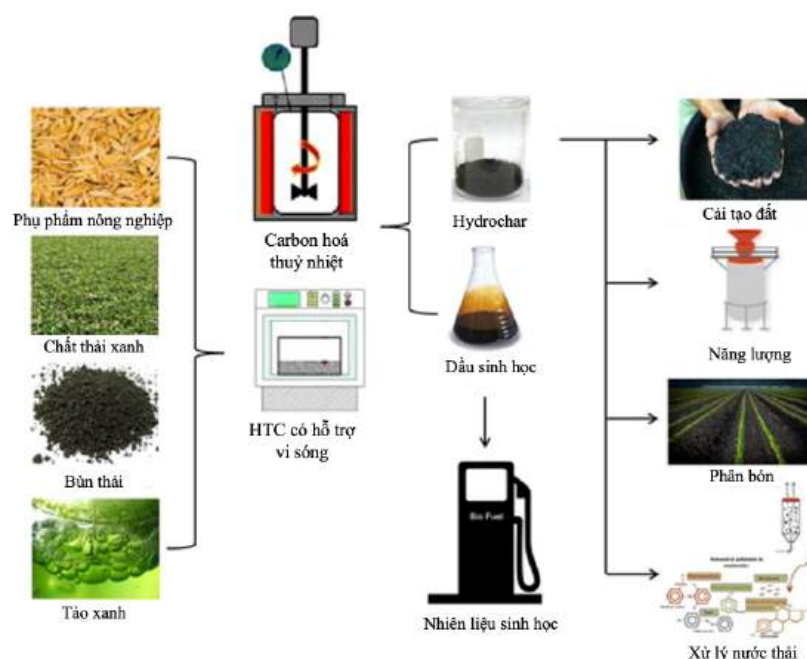 Phụ phẩm nông nghiệp
Chất thải xanh
Bùn thải
Tảo xanh
Carbon hoá
thuỷ nhiệt
HTC có hỗ trợ
vi sóng
Hydrochar
Dầu sinh học
Bio Fuel
Nhiên liệu sinh học
Cải tạo đất
Năng lượng
Phân bón
Xử lý nước thải